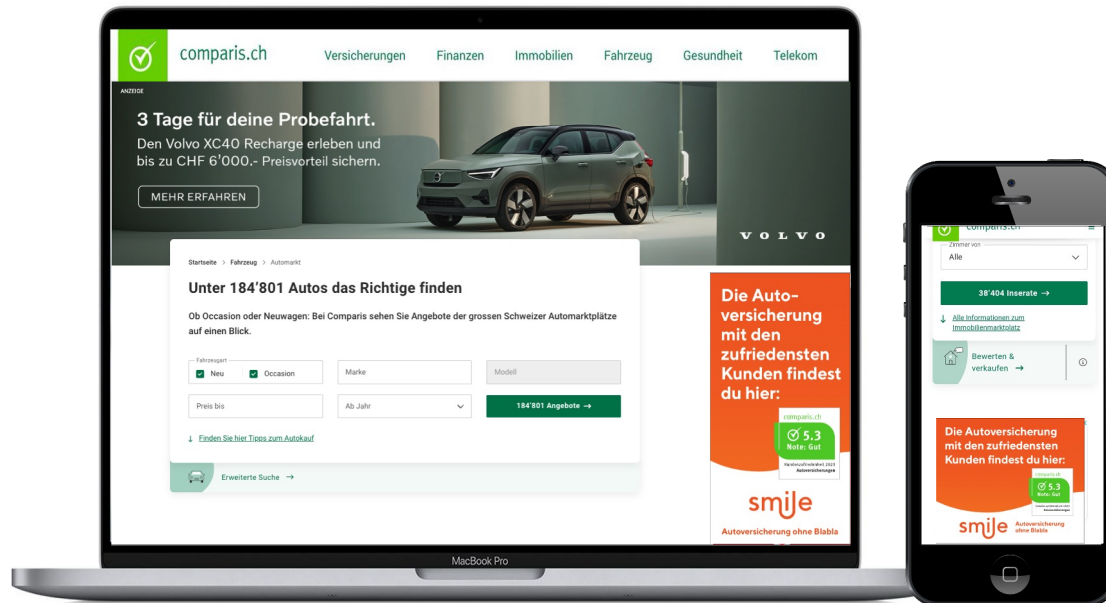 comparis.ch
Versicherungen Finanzen Immobilien Fahrzeug Gesundheit Telekom
ANZEIGE
3 Tage für deine Probefahrt.
Den Volvo XC40 Recharge erleben und
bis zu CHF 6'000.- Preisvorteil sichern.
MEHR ERFAHREN
VOLVO
Startseite > Fahrzeug > Automarkt
Unter 184'801 Autos das Richtige finden
Ob Occasion oder Neuwagen: Bei Comparis sehen Sie Angebote der grossen Schweizer Automarktplätze
auf einen Blick.
Fahrzeugart
Neu Occasion
Marke
Modell
Preis bis
Ab Jahr
184'801 Angebote →
↓ Finden Sie hier Tipps zum Autokauf
Erweiterte Suche →
Die Auto-
versicherung
mit den
zufriedensten
Kunden findest
du hier:
comparis.ch
5.3
Note: Gut
Kundenzufriedenheit 2023
Autoversicherungen
smile
Autoversicherung ohne Blabla
MacBook Pro
comparis.ch
Zimmer von
Alle
38'404 Inserate →
↓ Alle Informationen zum
Immobilienmarktplatz
Bewerten &
verkaufen →
Die Autoversicherung
mit den zufriedensten
Kunden findest du hier:
comparis.ch
5.3
Note: Gut
smile
Autoversicherung
ohne Blabla